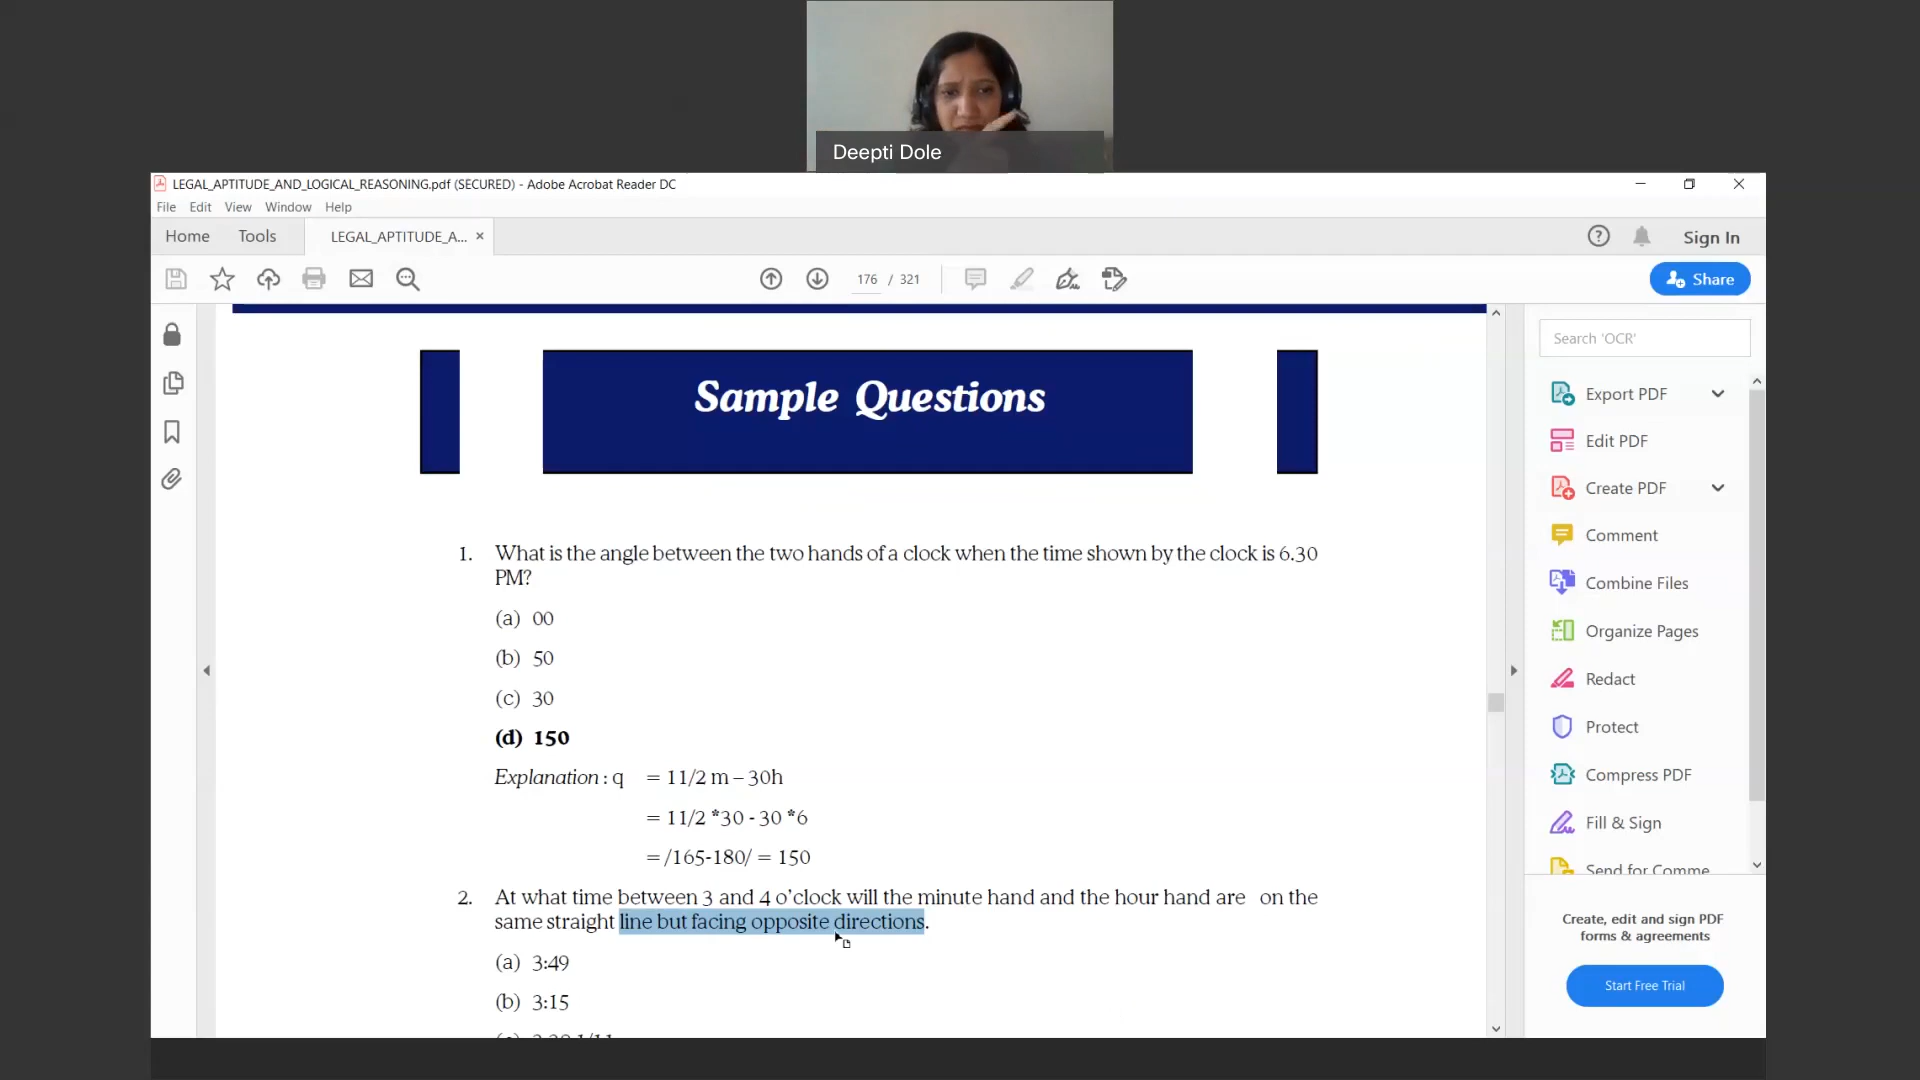 Deepti Dole
LEGAL_APTITUDE_AND_LOGICAL_REASONING.pdf (SECURED) - Adobe Acrobat Reader DC
File Edit View Window Help
Home Tools LEGAL_APTITUDE_A... × Sign In
176 / 321 Share
Sample Questions
1. What is the angle between the two hands of a clock when the time shown by the clock is 6.30
PM?
(a) 00
(b) 50
(c) 30
(d) 150
Explanation : q = 11/2 m – 30h
= 11/2 *30 - 30 *6
= /165-180/ = 150
2. At what time between 3 and 4 o’clock will the minute hand and the hour hand are on the
same straight line but facing opposite directions.
(a) 3:49
(b) 3:15
Search 'OCR'
Export PDF
Edit PDF
Create PDF
Comment
Combine Files
Organize Pages
Redact
Protect
Compress PDF
Fill & Sign
Send for Comme
Create, edit and sign PDF
forms & agreements
Start Free Trial